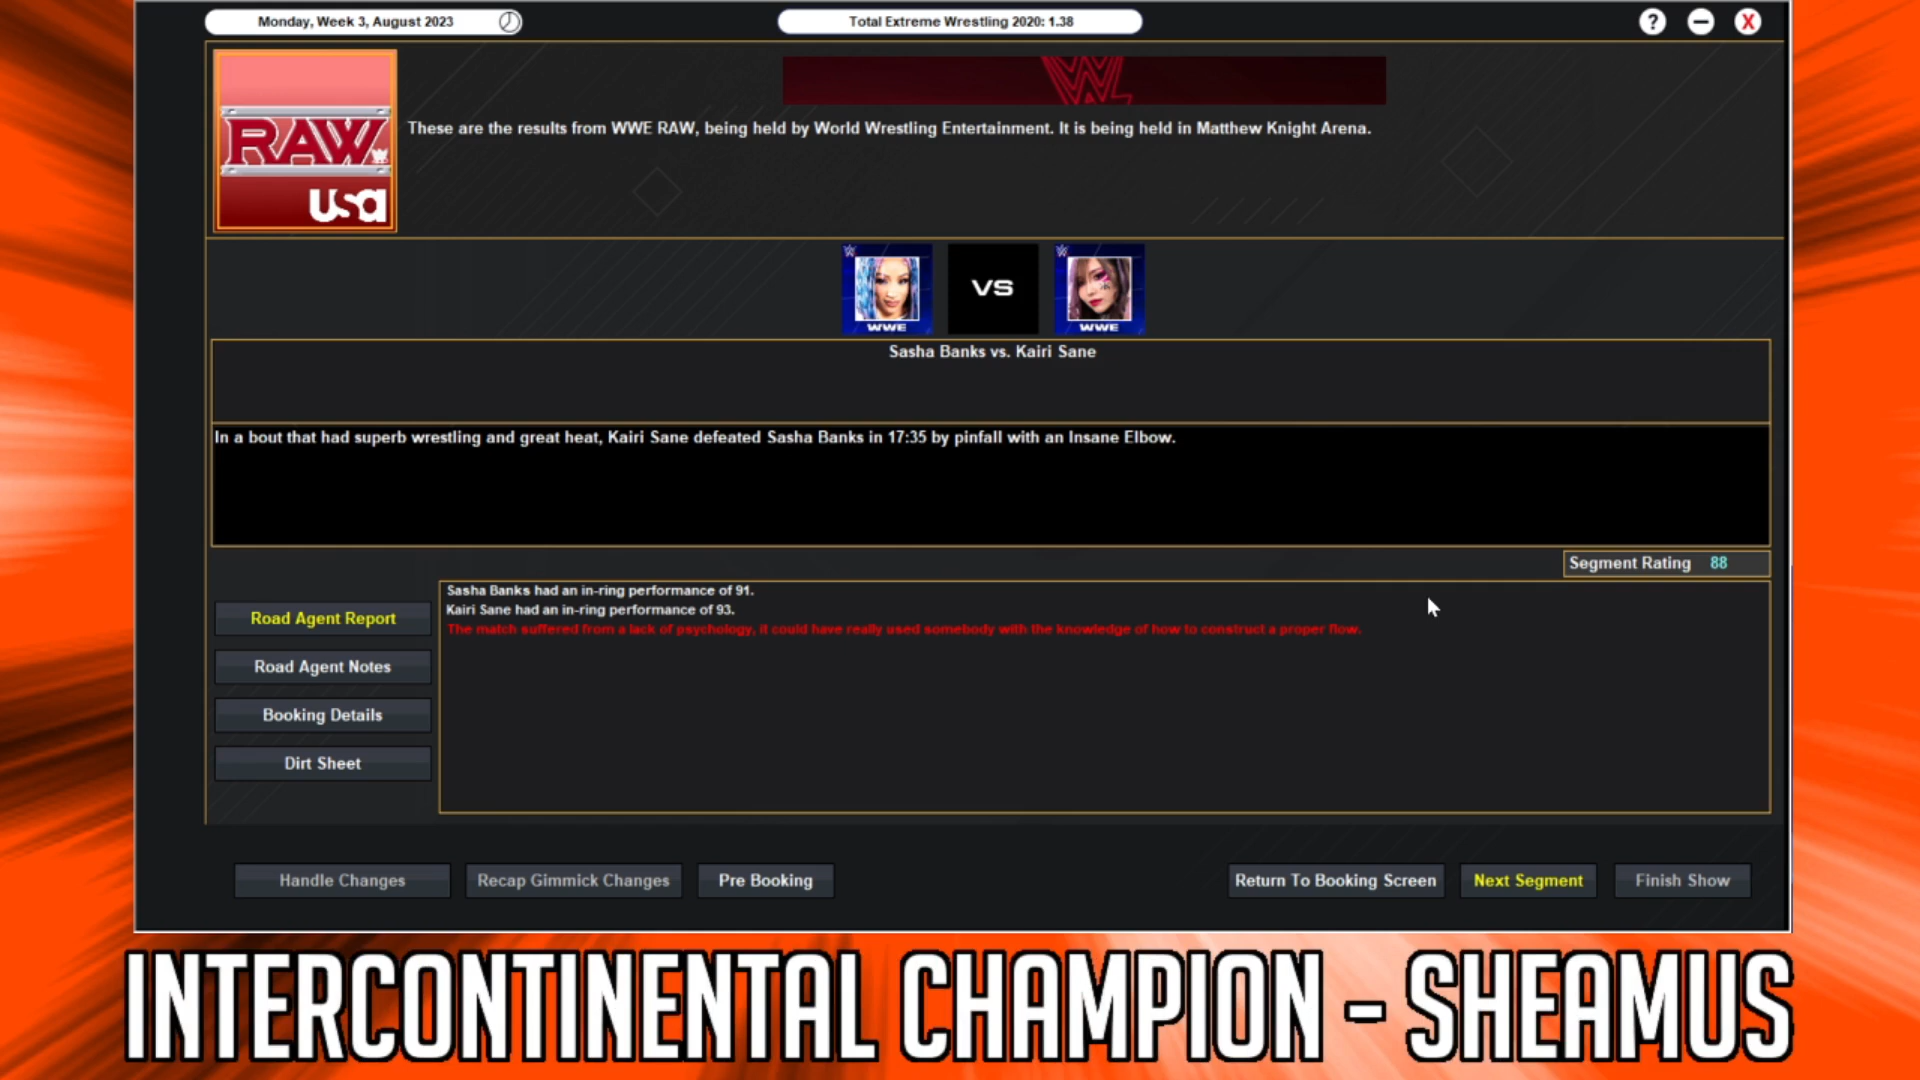 Monday, Week 3, August 2023
Total Extreme Wrestling 2020: 1.38
?
X
RAW
usa
These are the results from WWE RAW, being held by World Wrestling Entertainment. It is being held in Matthew Knight Arena.
WWE
VS
WWE
Sasha Banks vs. Kairi Sane
In a bout that had superb wrestling and great heat, Kairi Sane defeated Sasha Banks in 17:35 by pinfall with an Insane Elbow.
Segment Rating 88
Sasha Banks had an in-ring performance of 91.
Kairi Sane had an in-ring performance of 93.
The match suffered from a lack of psychology, it could have really used somebody with the knowledge of how to construct a proper flow.
Road Agent Report
Road Agent Notes
Booking Details
Dirt Sheet
Handle Changes
Recap Gimmick Changes
Pre Booking
Return To Booking Screen
Next Segment
Finish Show
INTERCONTINENTAL CHAMPION - SHEAMUS